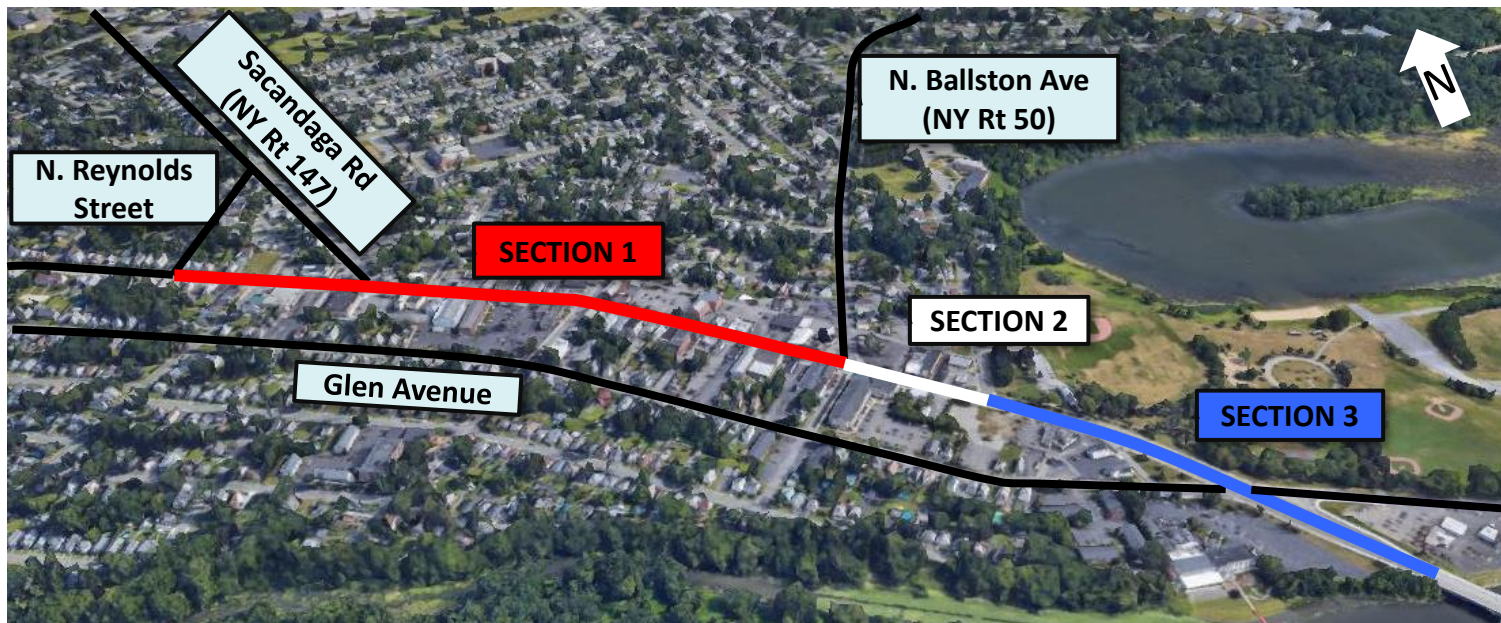 Sacandaga Rd
(NY Rt 147)
N. Ballston Ave
(NY Rt 50)
N
N. Reynolds
Street
SECTION 1
SECTION 2
Glen Avenue
SECTION 3